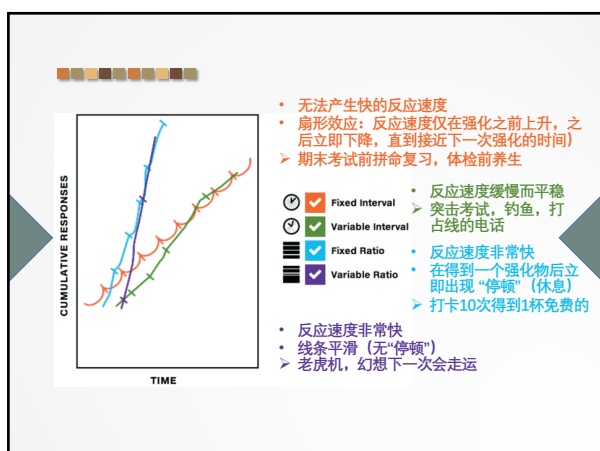 • 无法产生快的反应速度
• 扇形效应：反应速度仅在强化之前上升，之
后立即下降，直到接近下一次强化的时间）
➢ 期末考试前拼命复习，体检前养生
CUMULATIVE RESPONSES
TIME
Fixed Interval
Variable Interval
Fixed Ratio
Variable Ratio
• 反应速度缓慢而平稳
➢ 突击考试，钓鱼，打
占线的电话
• 反应速度非常快
• 在得到一个强化物后立
即出现 “停顿”（休息）
➢ 打卡10次得到1杯免费的
• 反应速度非常快
• 线条平滑（无“停顿”）
➢ 老虎机，幻想下一次会走运